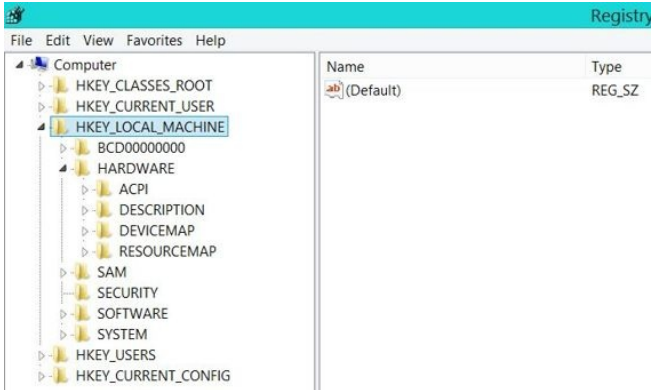 Registry
File Edit View Favorites Help
Computer
HKEY_CLASSES_ROOT
HKEY_CURRENT_USER
HKEY_LOCAL_MACHINE
BCD00000000
HARDWARE
ACPI
DESCRIPTION
DEVICEMAP
RESOURCEMAP
SAM
SECURITY
SOFTWARE
SYSTEM
HKEY_USERS
HKEY_CURRENT_CONFIG
Name Type
ab (Default) REG_SZ